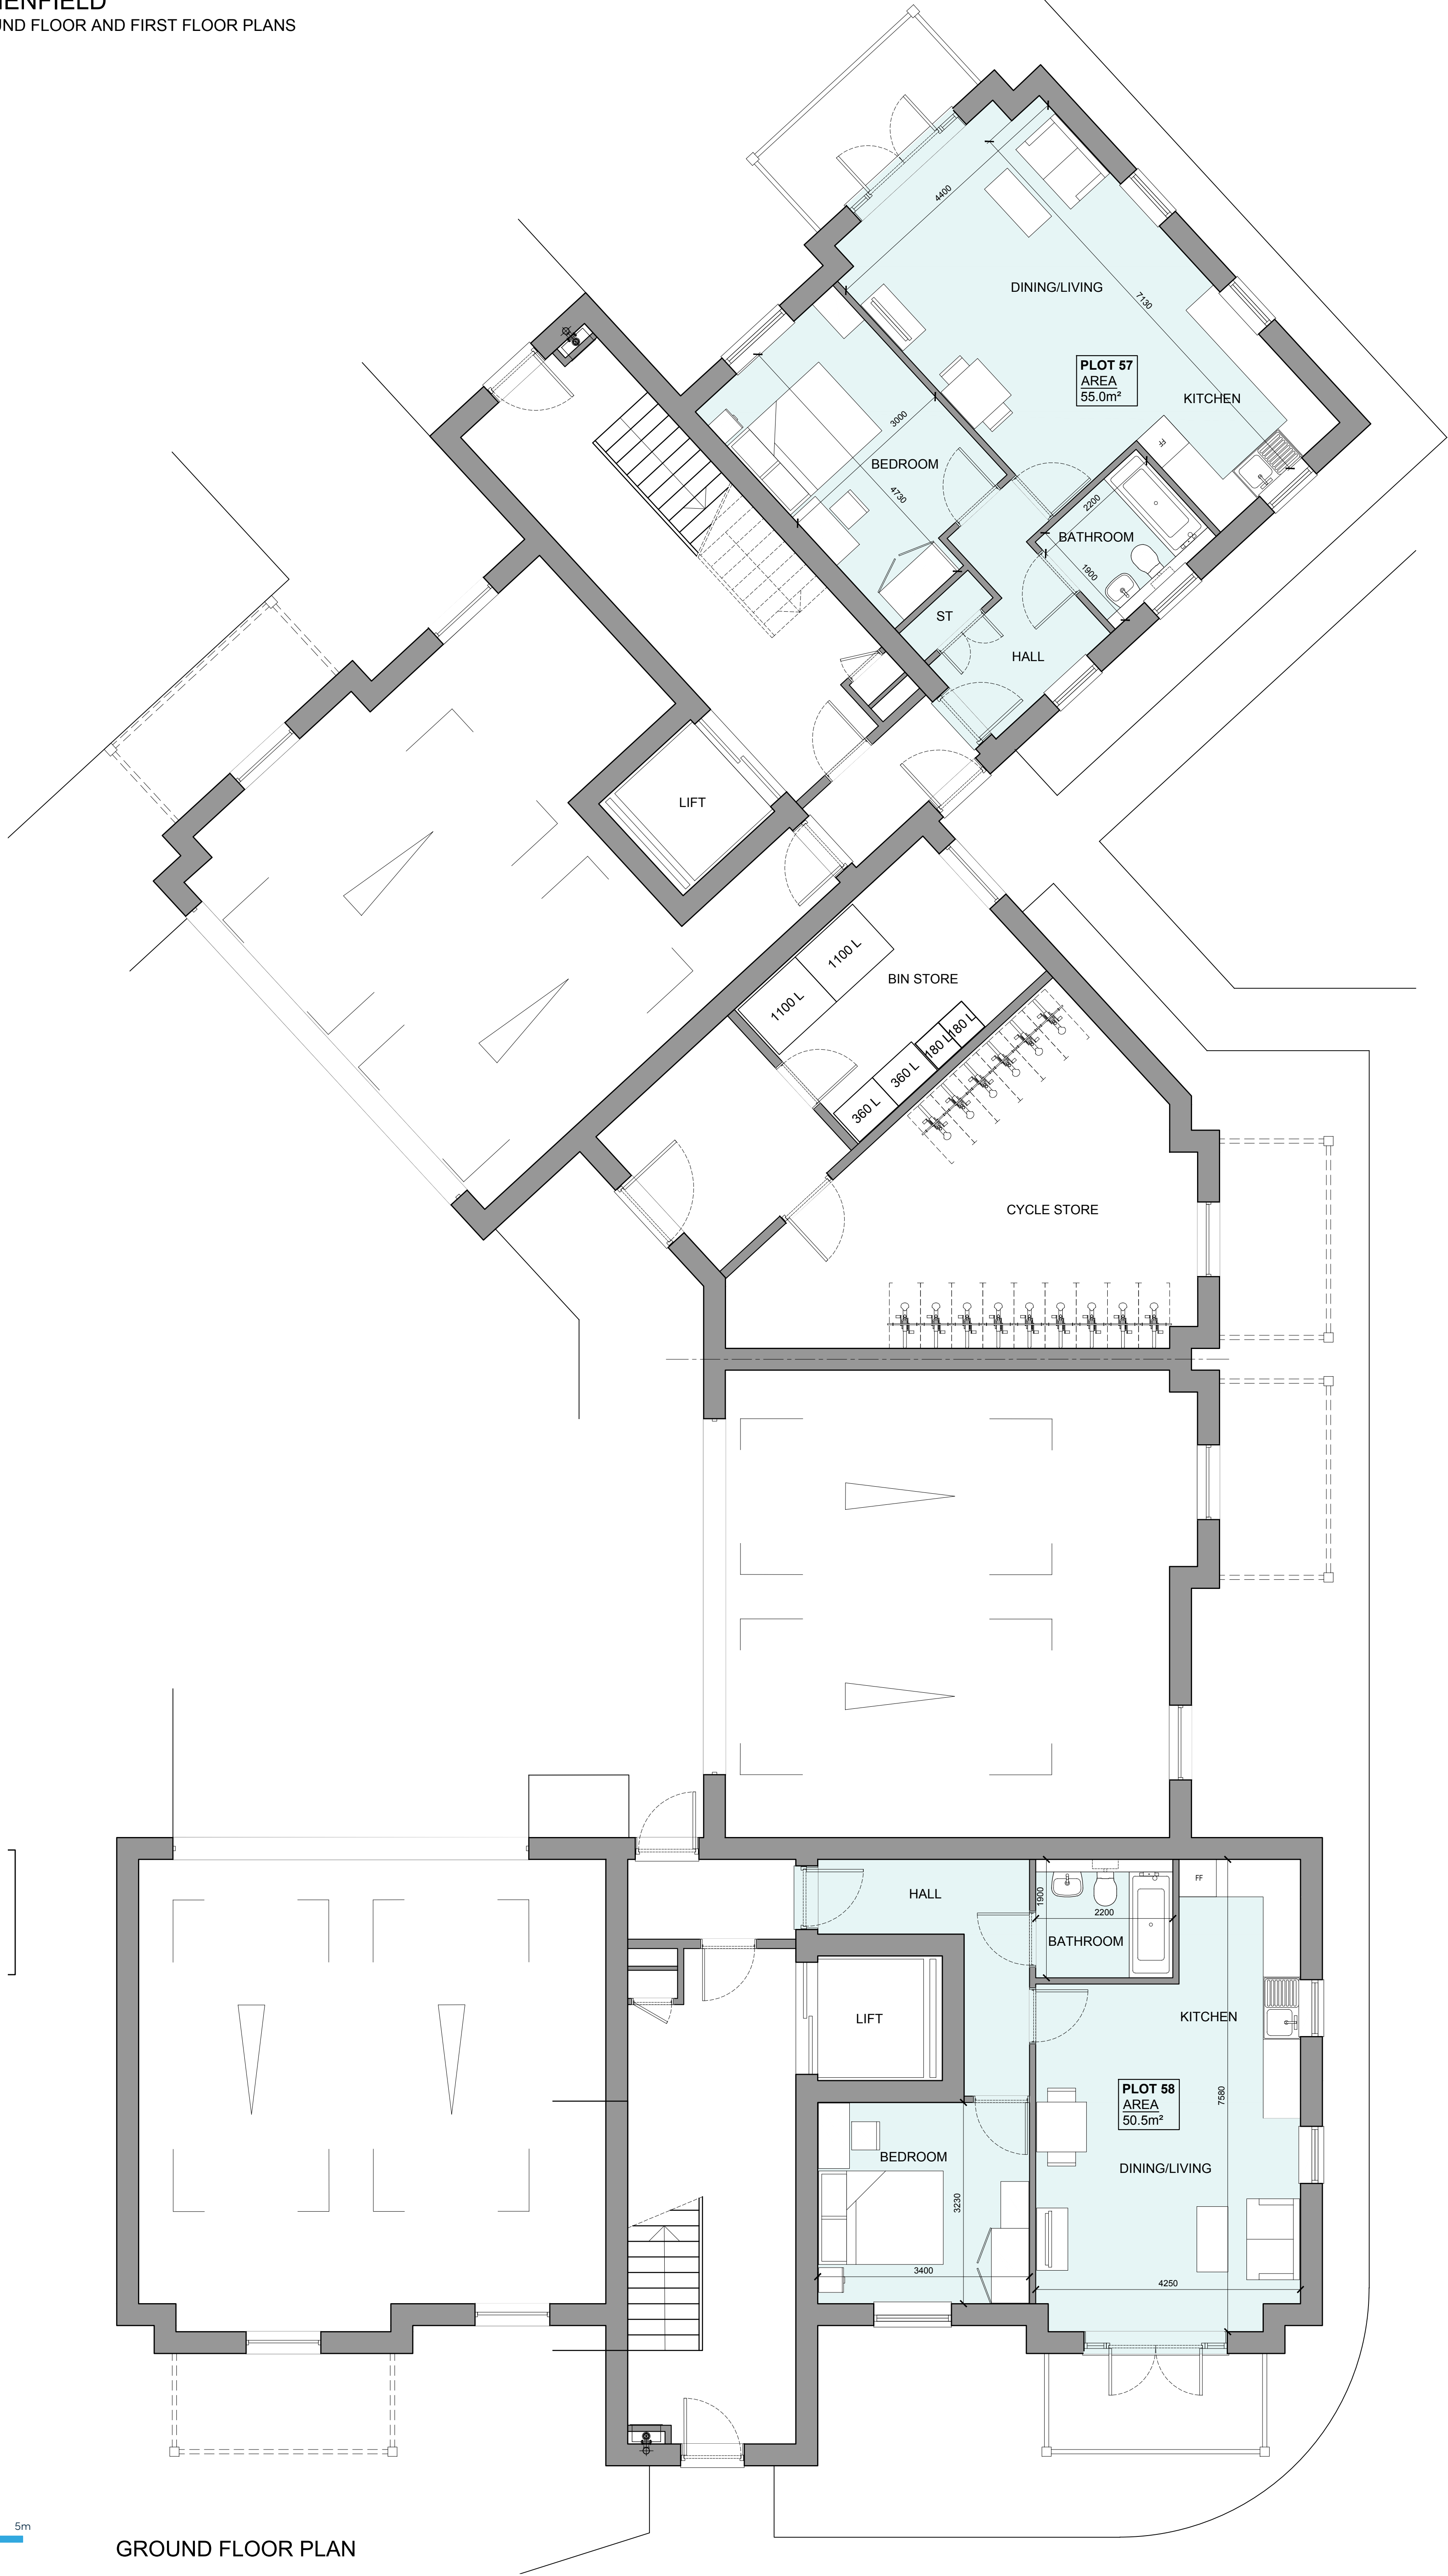 GROUND FLOOR AND FIRST FLOOR PLANS
4400
DINING/LIVING
7130
PLOT 57
AREA
55.0m²
KITCHEN
3000
BEDROOM
4730
FF
2200
BATHROOM
1900
ST
HALL
LIFT
1100 L
1100 L
BIN STORE
180 L
180 L
360 L
360 L
CYCLE STORE
HALL
1900
2200
BATHROOM
FF
KITCHEN
LIFT
PLOT 58
AREA
50.5m²
7580
BEDROOM
DINING/LIVING
3230
3400
4250
5m
GROUND FLOOR PLAN